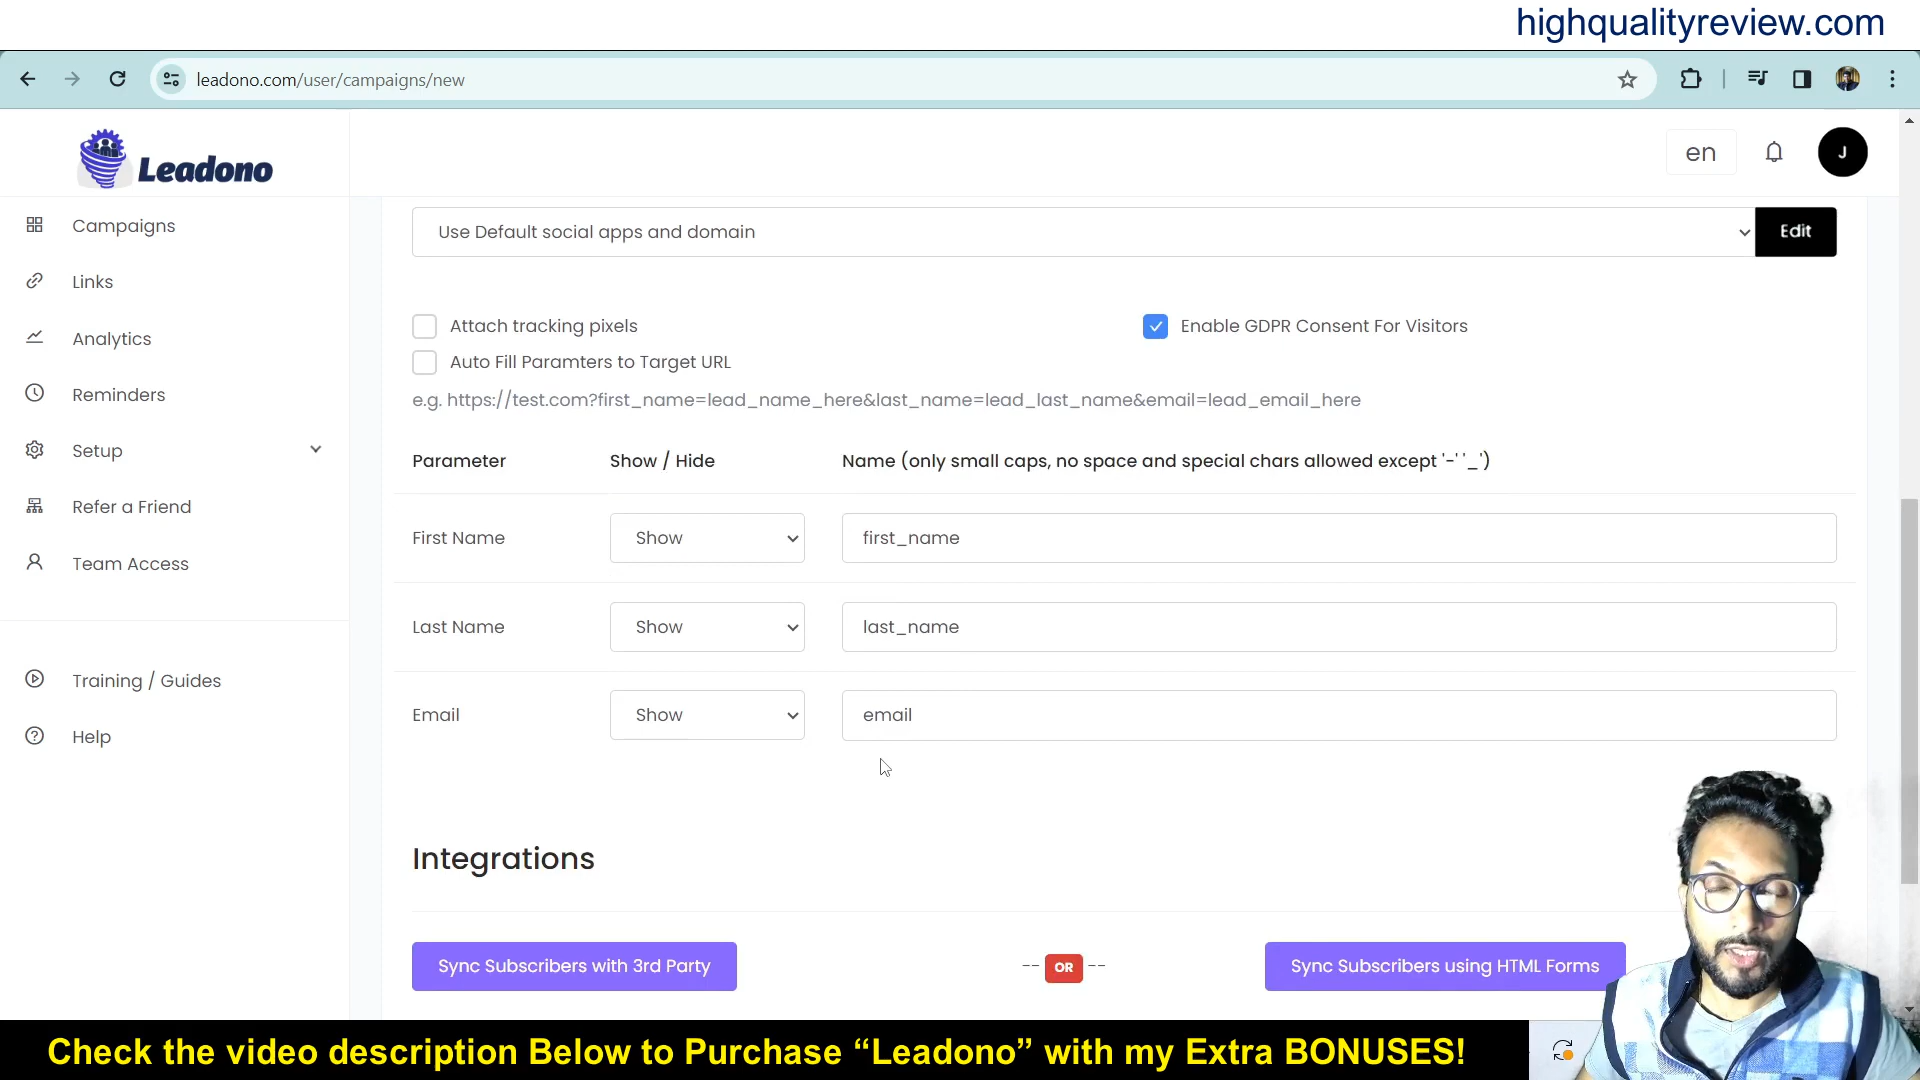 highqualityreview.com
leadono.com/user/campaigns/new
Leadono
en
J
Campaigns
Links
Analytics
Reminders
Setup
Refer a Friend
Team Access
Training / Guides
Help
Use Default social apps and domain
Edit
Attach tracking pixels
Enable GDPR Consent For Visitors
Auto Fill Paramters to Target URL
e.g. https://test.com?first_name=lead_name_here&last_name=lead_last_name&email=lead_email_here
Parameter Show / Hide Name (only small caps, no space and special chars allowed except '-' '_')
First Name Show first_name
Last Name Show last_name
Email Show email
Integrations
Sync Subscribers with 3rd Party -- OR -- Sync Subscribers using HTML Forms
Check the video description Below to Purchase “Leadono” with my Extra BONUSES!